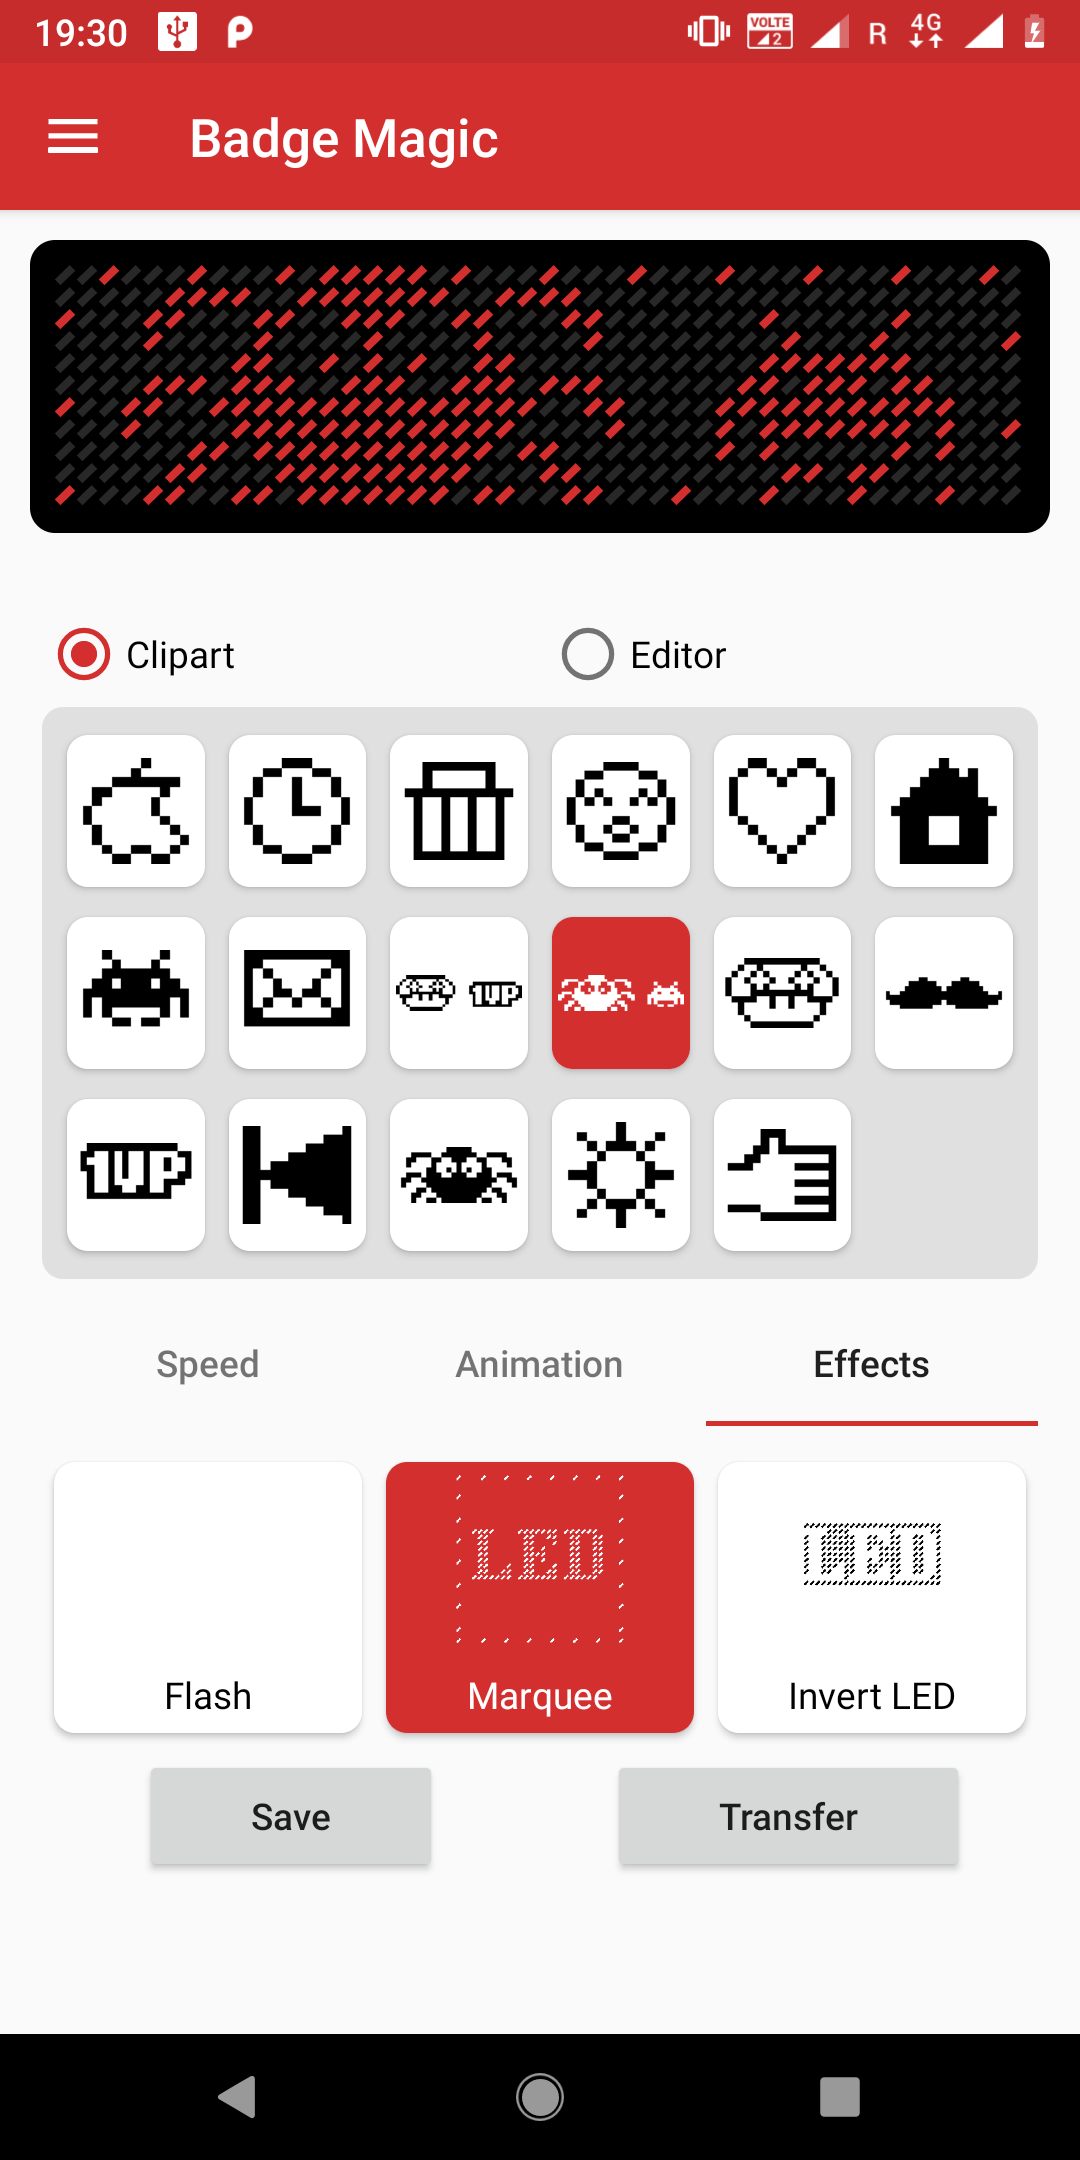 19:30 VOLTE 2 R 4G
Badge Magic
Clipart Editor
1UP
1UP
Speed Animation Effects
LED LED
Flash Marquee Invert LED
Save Transfer